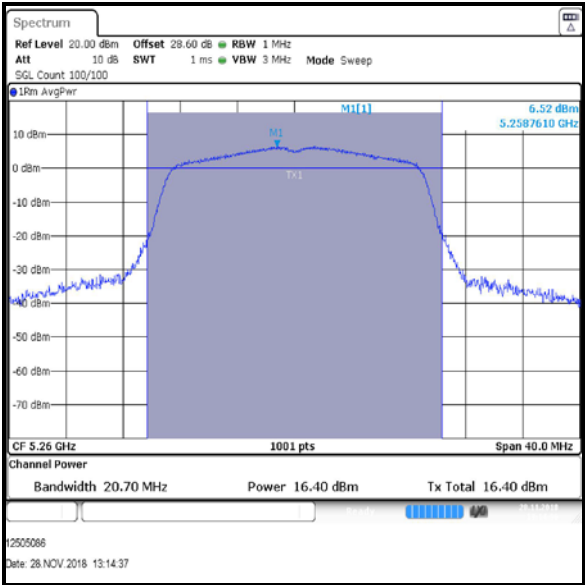 Spectrum
Ref Level 20.00 dBm Offset 28.60 dB RBW 1 MHz
Att 10 dB SWT 1 ms VBW 3 MHz Mode Sweep
SGL Count 100/100
1Rm AvgPwr
M1[1] 6.52 dBm
5.2587610 GHz
10 dBm
M1
0 dBm
TX1
-10 dBm
-20 dBm
-30 dBm
-40 dBm
-50 dBm
-60 dBm
-70 dBm
CF 5.26 GHz 1001 pts Span 40.0 MHz
Channel Power
Bandwidth 20.70 MHz Power 16.40 dBm Tx Total 16.40 dBm
12505086
Date: 28.NOV.2018 13:14:37